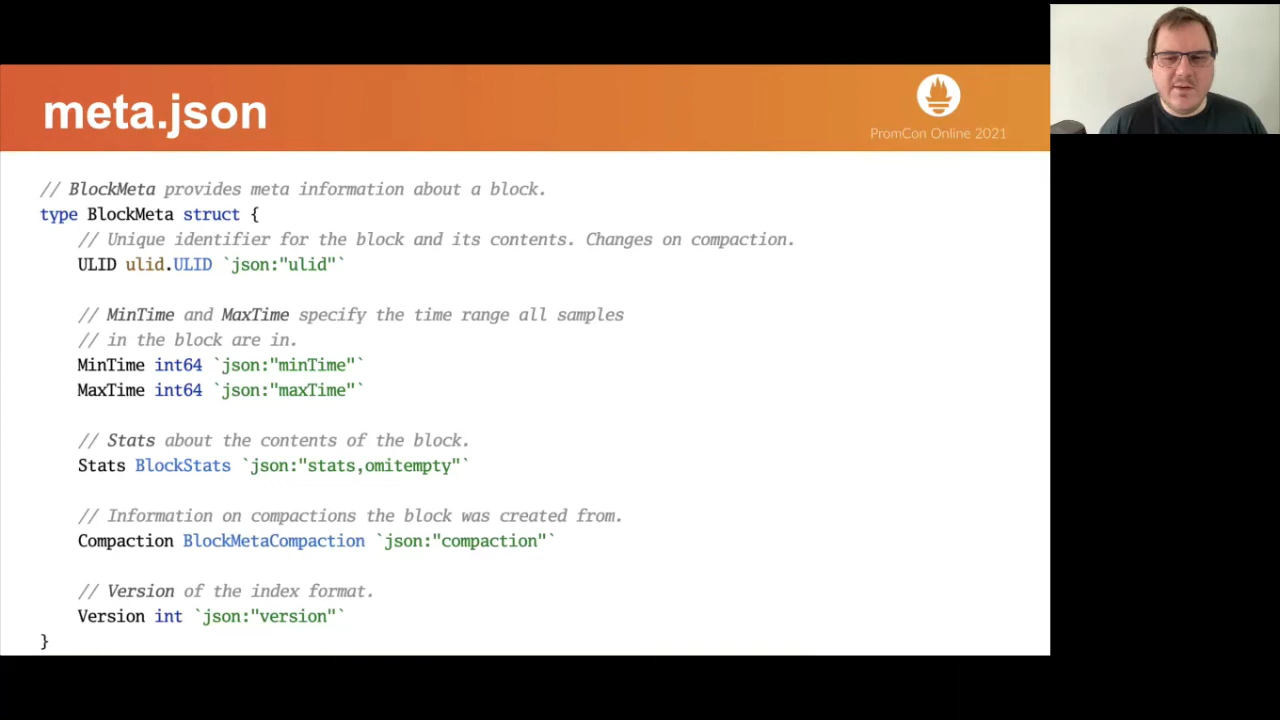 meta.json
PromCon Online 2021
// BlockMeta provides meta information about a block.
type BlockMeta struct {
// Unique identifier for the block and its contents. Changes on compaction.
ULID ulid.ULID `json:"ulid"`
// MinTime and MaxTime specify the time range all samples
// in the block are in.
MinTime int64 `json:"minTime"`
MaxTime int64 `json:"maxTime"`
// Stats about the contents of the block.
Stats BlockStats `json:"stats,omitempty"`
// Information on compactions the block was created from.
Compaction BlockMetaCompaction `json:"compaction"`
// Version of the index format.
Version int `json:"version"`
}